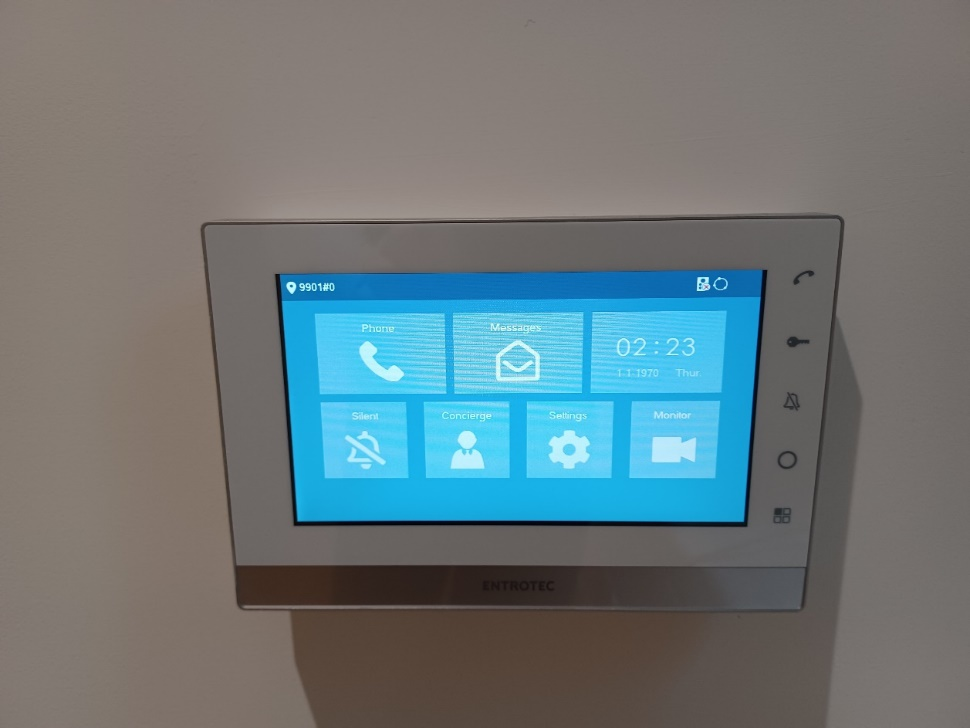 9901#0
Phone
Messages
02:23
1-1-1970 Thur.
Silent
Concierge
Settings
Monitor
ENTROTEC